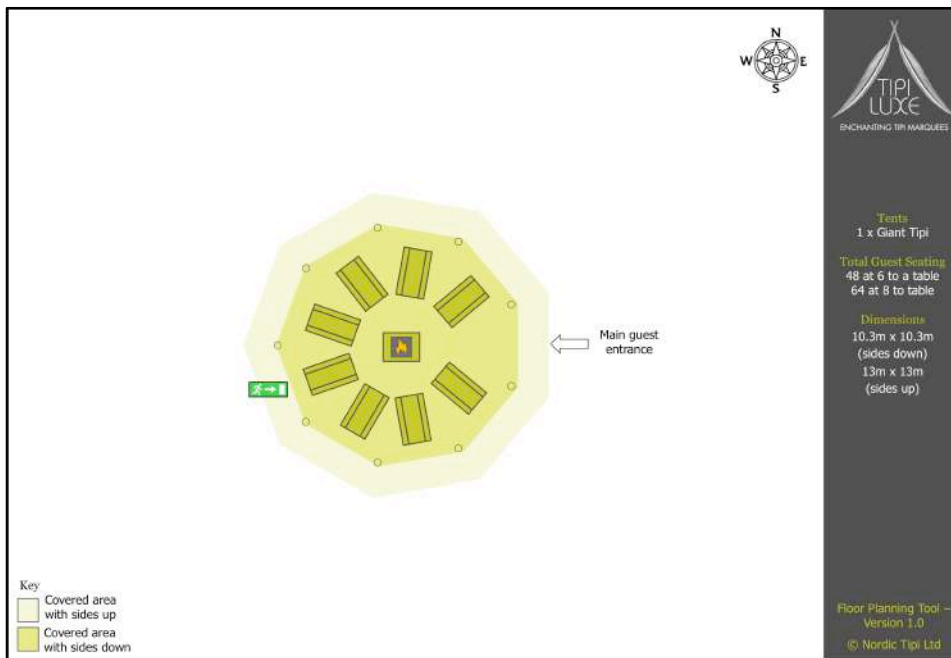 N
W E
S
TIPI
LUXE
ENCHANTING TIPI MARQUEES
Tents
1 x Giant Tipi
Total Guest Seating
48 at 6 to a table
64 at 8 to table
Dimensions
10.3m x 10.3m
(sides down)
13m x 13m
(sides up)
Main guest
entrance
Key
Covered area
with sides up
Covered area
with sides down
Floor Planning Tool –
Version 1.0
© Nordic Tipi Ltd